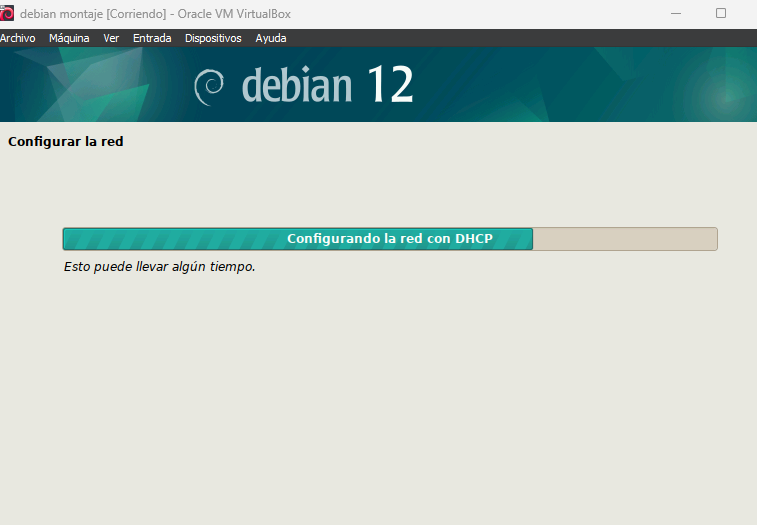 debian montaje [Corriendo] - Oracle VM VirtualBox
Archivo Máquina Ver Entrada Dispositivos Ayuda
debian 12
Configurar la red
Configurando la red con DHCP
Esto puede llevar algún tiempo.